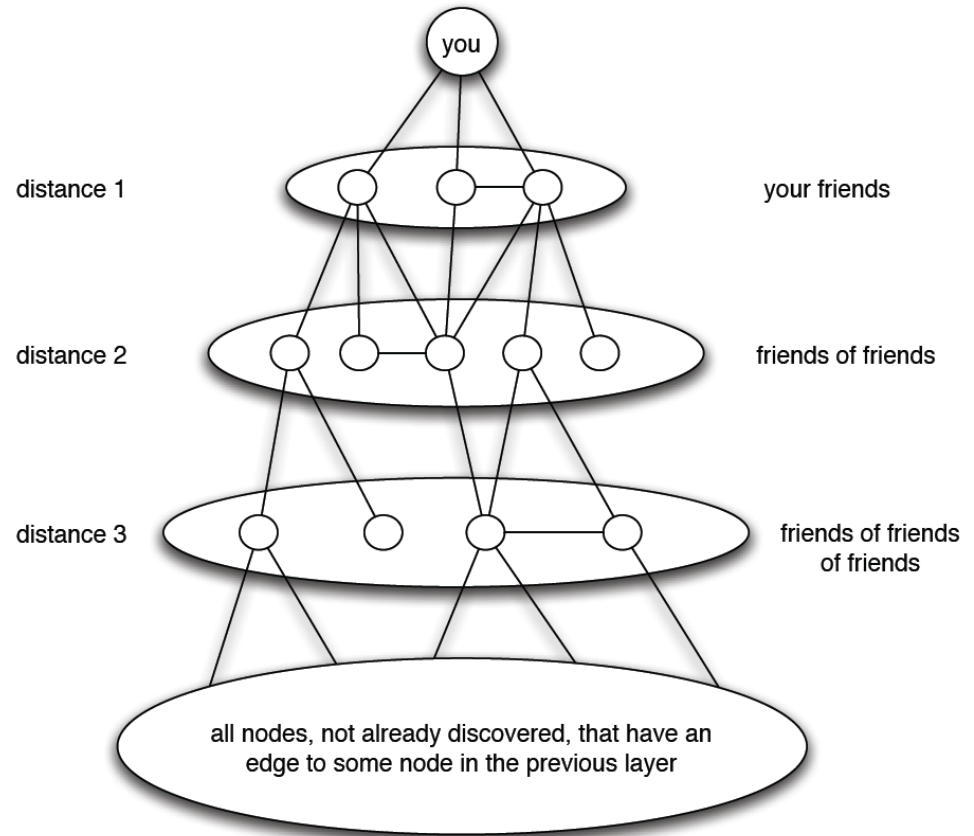 you
distance 1
your friends
distance 2
friends of friends
distance 3
friends of friends
of friends
all nodes, not already discovered, that have an
edge to some node in the previous layer